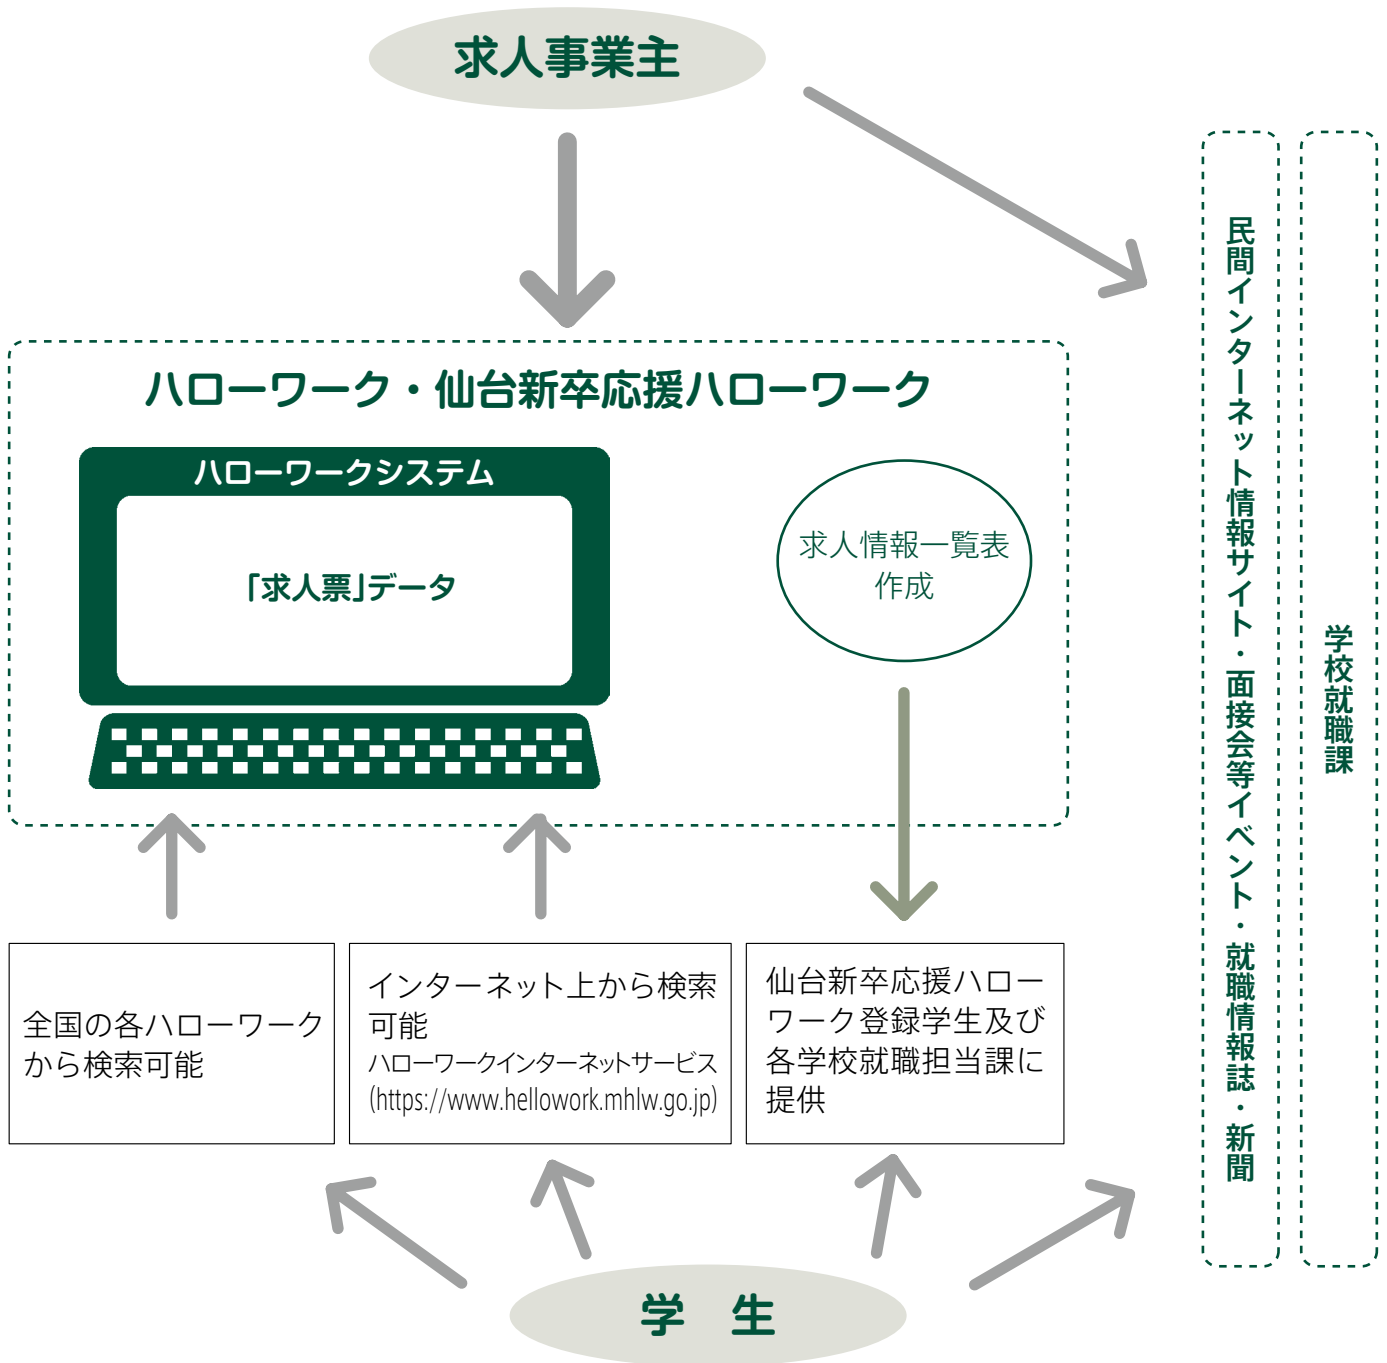 求人事業主
ハローワーク・仙台新卒応援ハローワーク
ハローワークシステム
「求人票」データ
求人情報一覧表
作成
全国の各ハローワーク
から検索可能
インターネット上から検索
可能
ハローワークインターネットサービス
(https://www.hellowork.mhlw.go.jp)
仙台新卒応援ハロー
ワーク登録学生及び
各学校就職担当課に
提供
民間インターネット情報サイト・面接会等イベント・就職情報誌・新聞
学校就職課
学　生